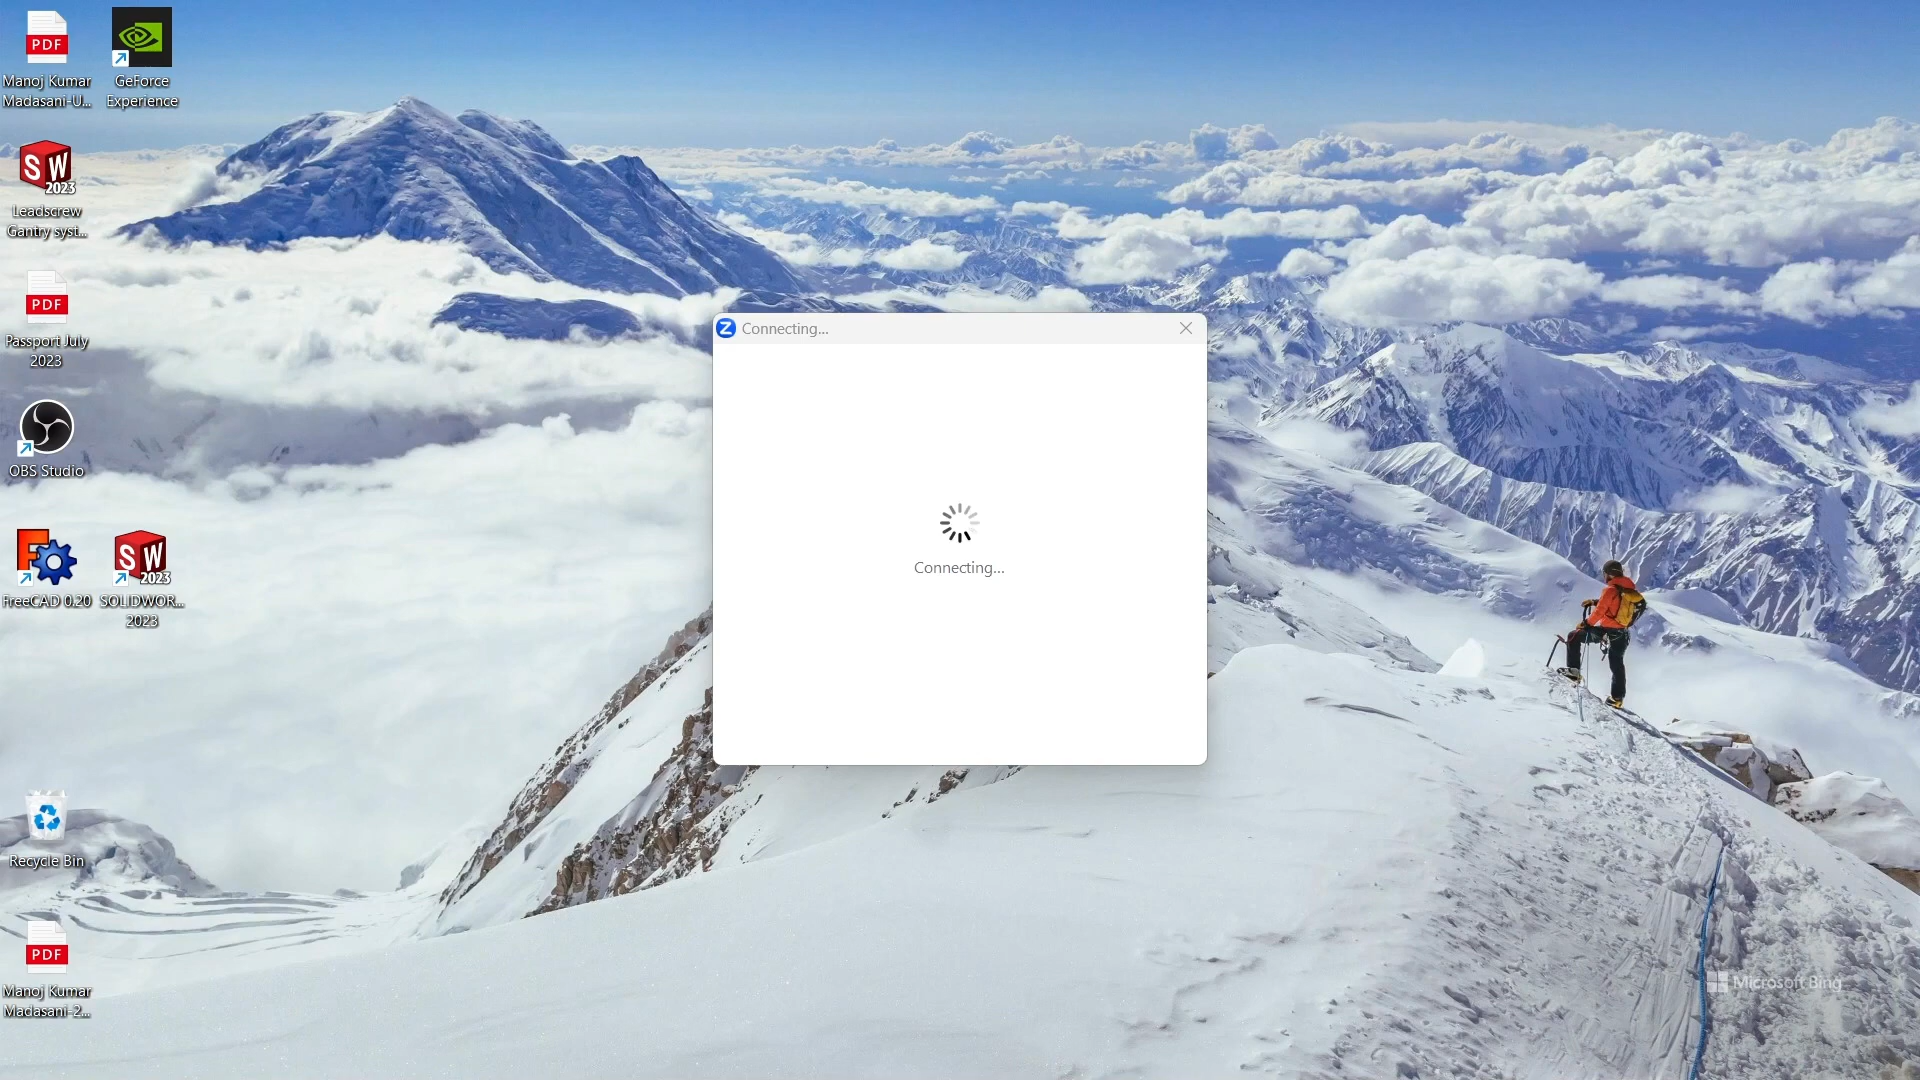 PDF
Manoj Kumar
Madasani-U...
GeForce
Experience
SW
2023
Leadscrew
Gantry syst...
PDF
Passport July
2023
OBS Studio
FreeCAD 0.20
SW
2023
SOLIDWOR...
2023
Recycle Bin
PDF
Manoj Kumar
Madasani-2...
Z Connecting...
Connecting...
Microsoft Bing